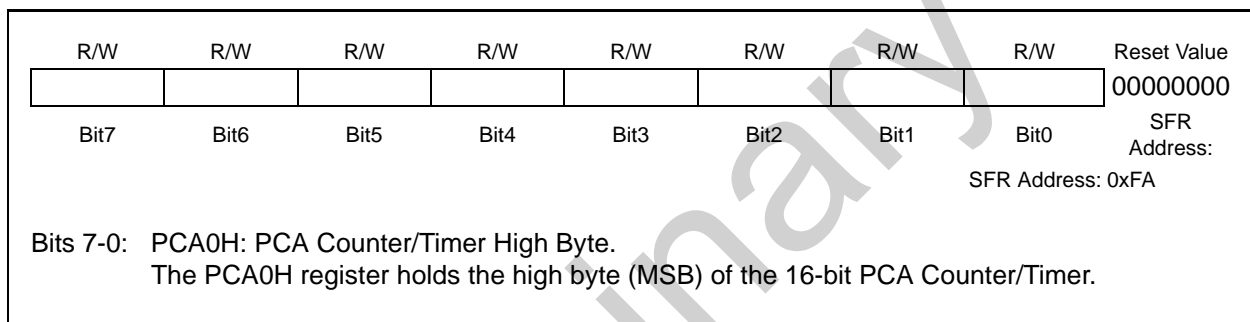 R/W R/W R/W R/W R/W R/W R/W R/W Reset Value
00000000
Bit7 Bit6 Bit5 Bit4 Bit3 Bit2 Bit1 Bit0 SFR
Address:
SFR Address: 0xFA
Bits 7-0: PCA0H: PCA Counter/Timer High Byte.
The PCA0H register holds the high byte (MSB) of the 16-bit PCA Counter/Timer.
inary